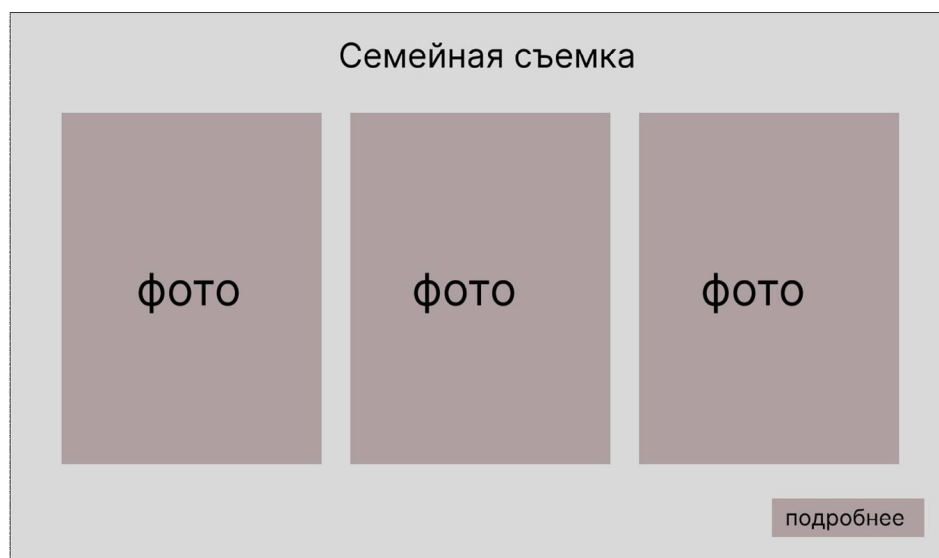 Семейная съемка
фото фото фото
подробнее